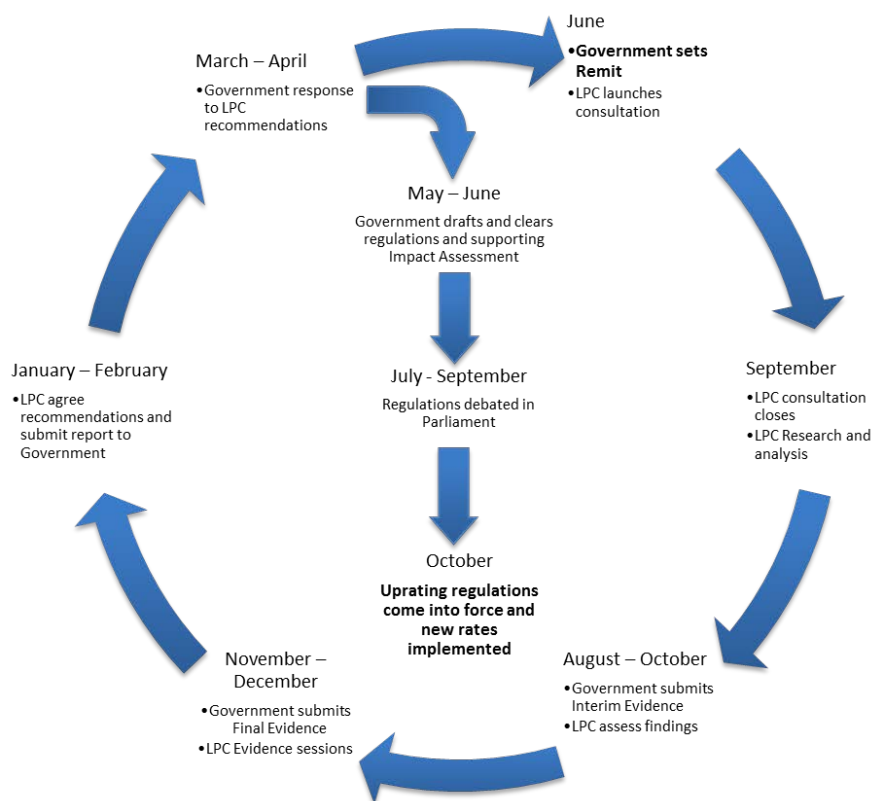 June
•Government sets
Remit
•LPC launches
consultation
March – April
•Government response
to LPC
recommendations
May – June
Government drafts and clears
regulations and supporting
Impact Assessment
January – February
•LPC agree
recommendations and
submit report to
Government
July - September
Regulations debated in
Parliament
September
•LPC consultation
closes
•LPC Research and
analysis
October
Uprating regulations
come into force and
new rates
implemented
November –
December
•Government submits
Final Evidence
•LPC Evidence sessions
August – October
•Government submits
Interim Evidence
•LPC assess findings